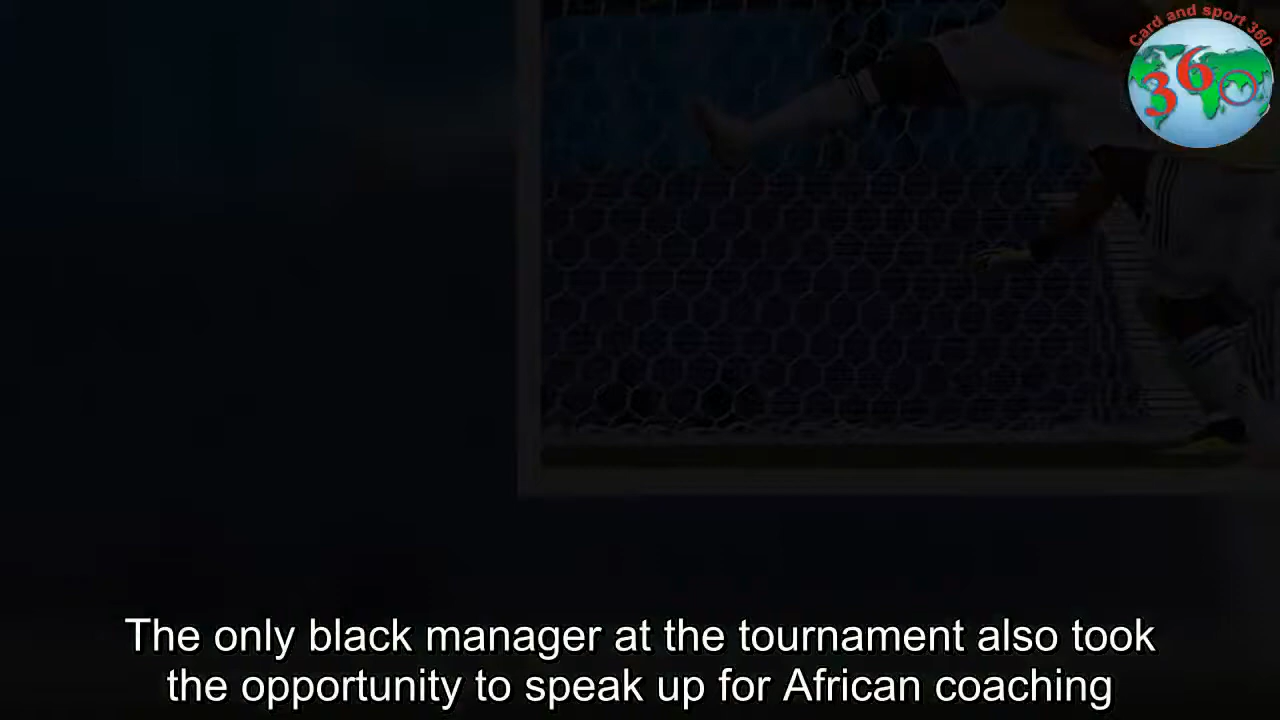 Card and sport 360
360
The only black manager at the tournament also took
the opportunity to speak up for African coaching